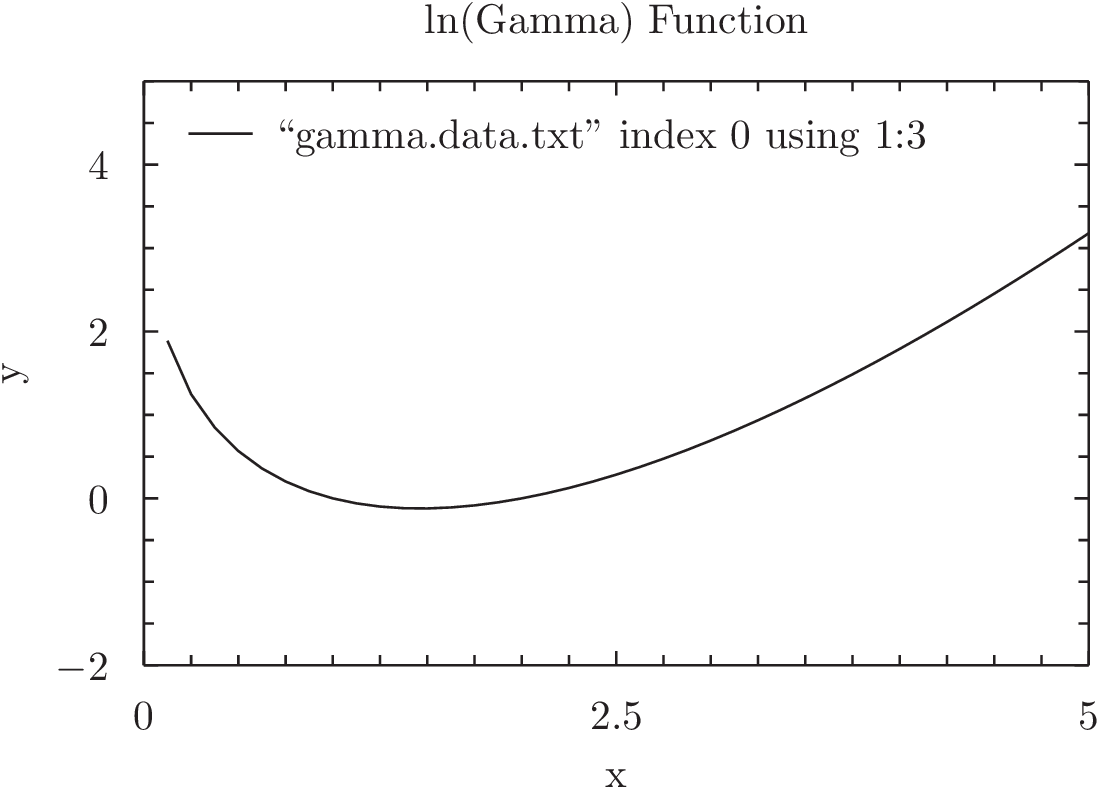 ln(Gamma) Function
“gamma.data.txt” index 0 using 1:3
4
2
0
−2
y
0 2.5 5
x